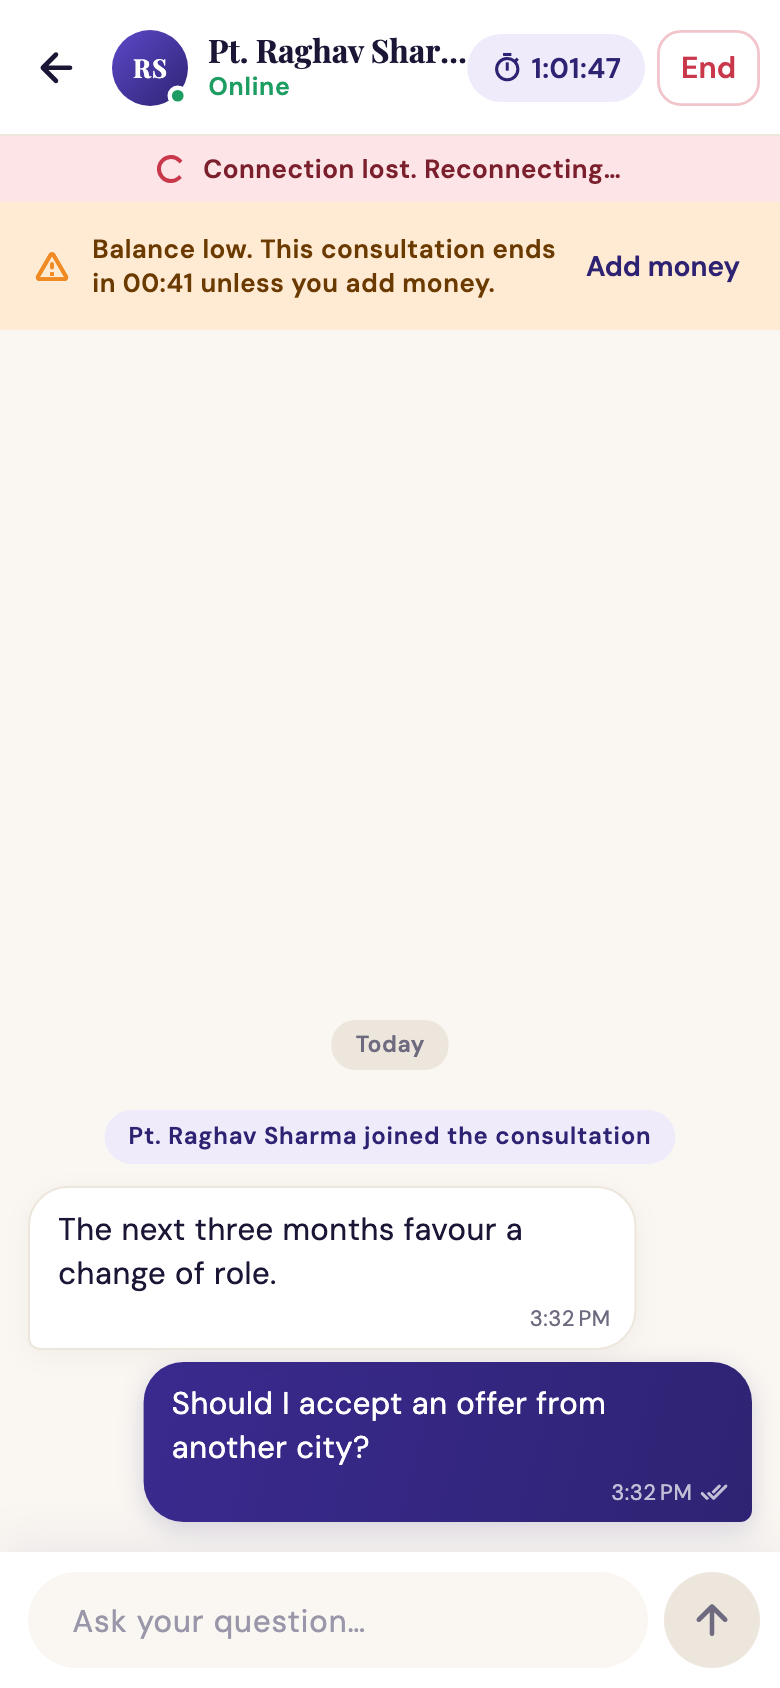 RS
Pt. Raghav Shar...
Online
1:01:47
End
Connection lost. Reconnecting...
Balance low. This consultation ends
in 00:41 unless you add money.
Add money
Today
Pt. Raghav Sharma joined the consultation
The next three months favour a
change of role.
3:32 PM
Should I accept an offer from
another city?
3:32 PM
Ask your question...